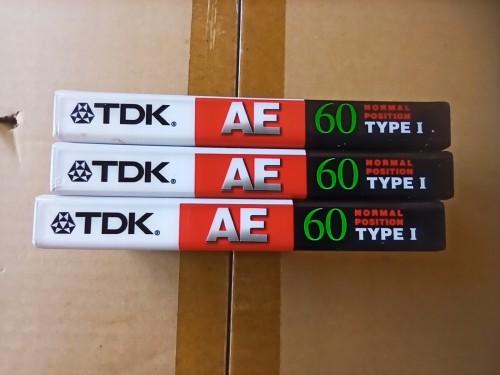 TDK® AE 60 NORMAL
POSITION
TYPE I
TDK® AE 60 NORMAL
POSITION
TYPE I
TDK® AE 60 NORMAL
POSITION
TYPE I